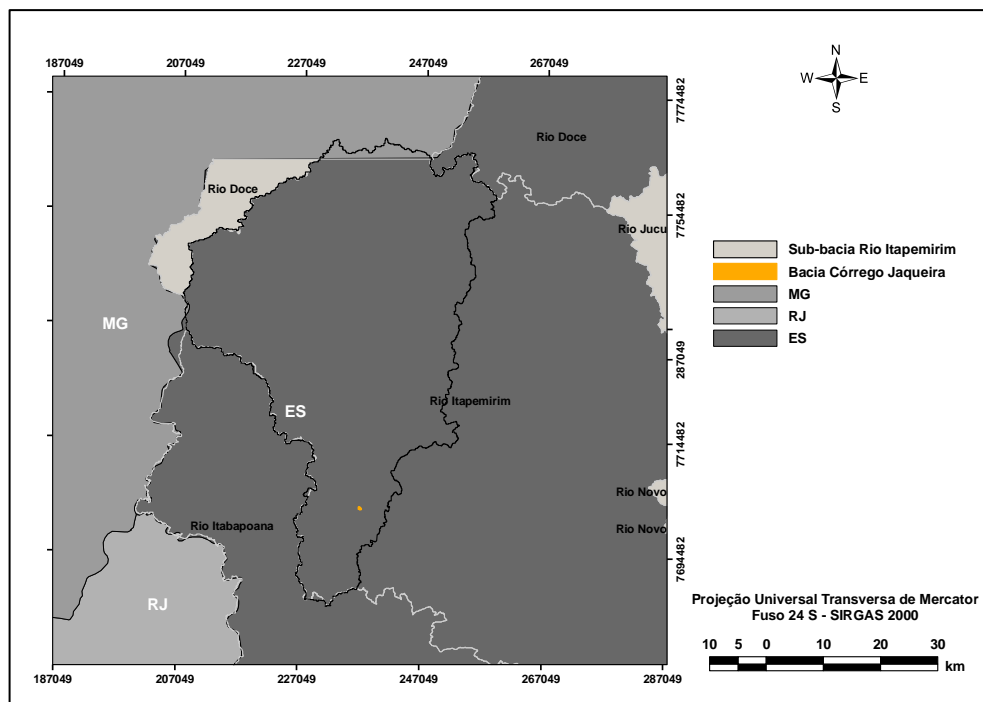 187049 207049 227049 247049 267049
N
W E
S
7774482
Rio Doce
Rio Doce
7754482
Rio Jucu
Sub-bacia Rio Itapemirim
Bacia Córrego Jaqueira
MG
RJ
ES
MG
287049
ES
Rio Itapemirim
7714482
Rio Novo
Rio Itabapoana
Rio Novo
7694482
RJ
Projeção Universal Transversa de Mercator
Fuso 24 S - SIRGAS 2000
10 5 0 10 20 30
km
187049 207049 227049 247049 267049 287049